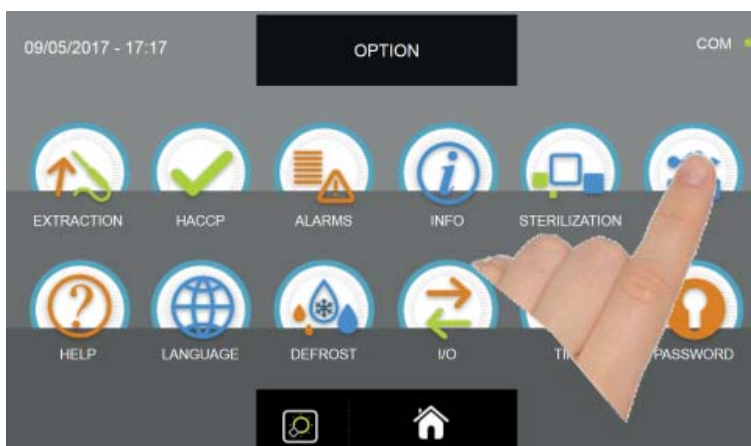 09/05/2017 - 17:17
OPTION
COM
EXTRACTION
HACCP
ALARMS
INFO
STERILIZATION
HELP
LANGUAGE
DEFROST
I/O
PASSWORD